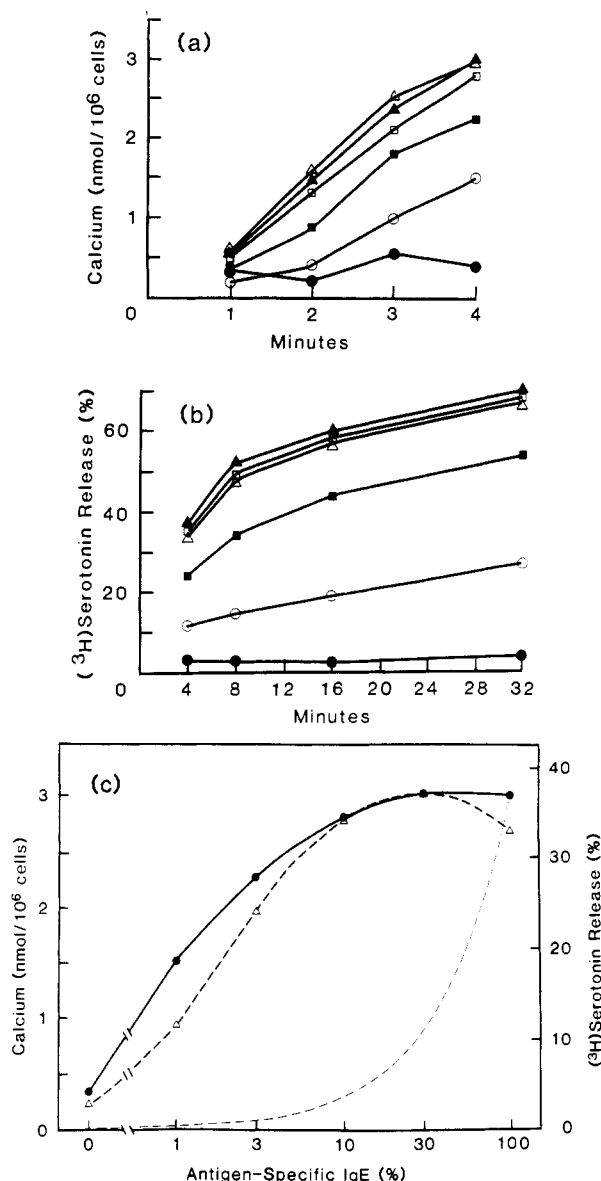 (a)
Calcium (nmol/10⁶ cells)
3
2
1
0
1 2 3 4
Minutes
(b)
(³H)Serotonin Release (%)
60
40
20
0
4 8 12 16 20 24 28 32
Minutes
(c)
Calcium (nmol/10⁶ cells)
3
2
1
0
40
30
20
10
0
(³H)Serotonin Release (%)
0 1 3 10 30 100
Antigen-Specific IgE (%)